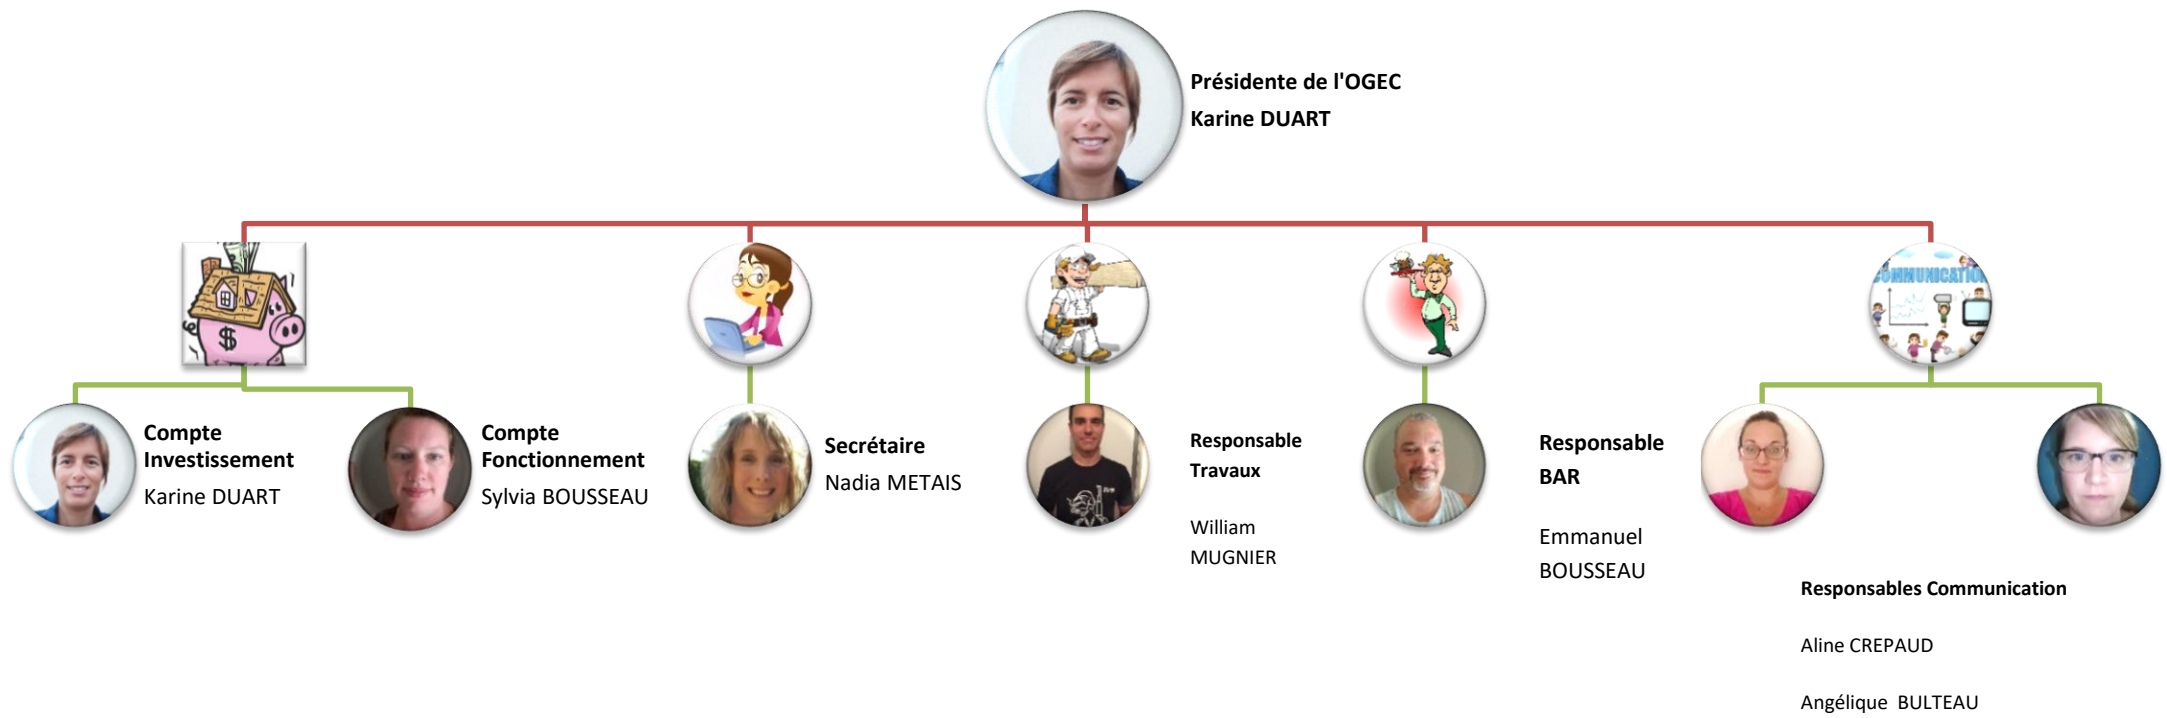 Présidente de l'OGEC
Karine DUART
COMMUNICATION
$
Compte
Investissement
Karine DUART
Compte
Fonctionnement
Sylvia BOUSSEAU
Secrétaire
Nadia METAIS
Responsable
Travaux
William
MUGNIER
Responsable
BAR
Emmanuel
BOUSSEAU
Responsables Communication
Aline CREPAUD
Angélique  BULTEAU